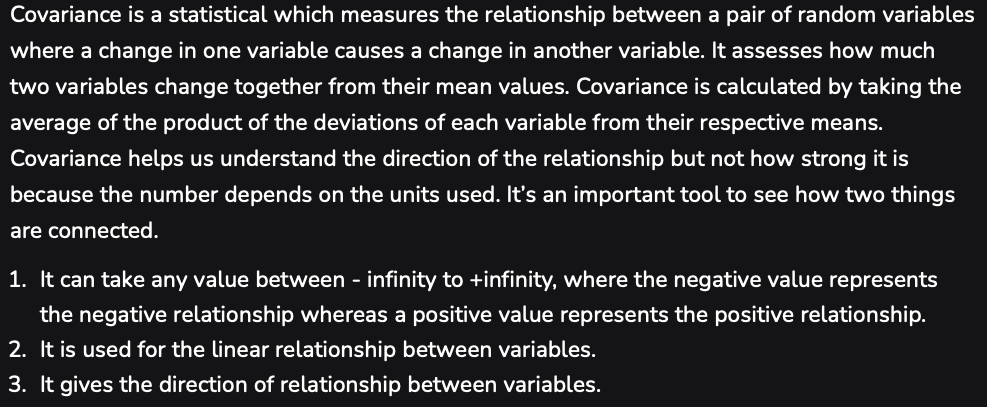 Covariance is a statistical which measures the relationship between a pair of random variables
where a change in one variable causes a change in another variable. It assesses how much
two variables change together from their mean values. Covariance is calculated by taking the
average of the product of the deviations of each variable from their respective means.
Covariance helps us understand the direction of the relationship but not how strong it is
because the number depends on the units used. It’s an important tool to see how two things
are connected.
1. It can take any value between - infinity to +infinity, where the negative value represents
the negative relationship whereas a positive value represents the positive relationship.
2. It is used for the linear relationship between variables.
3. It gives the direction of relationship between variables.